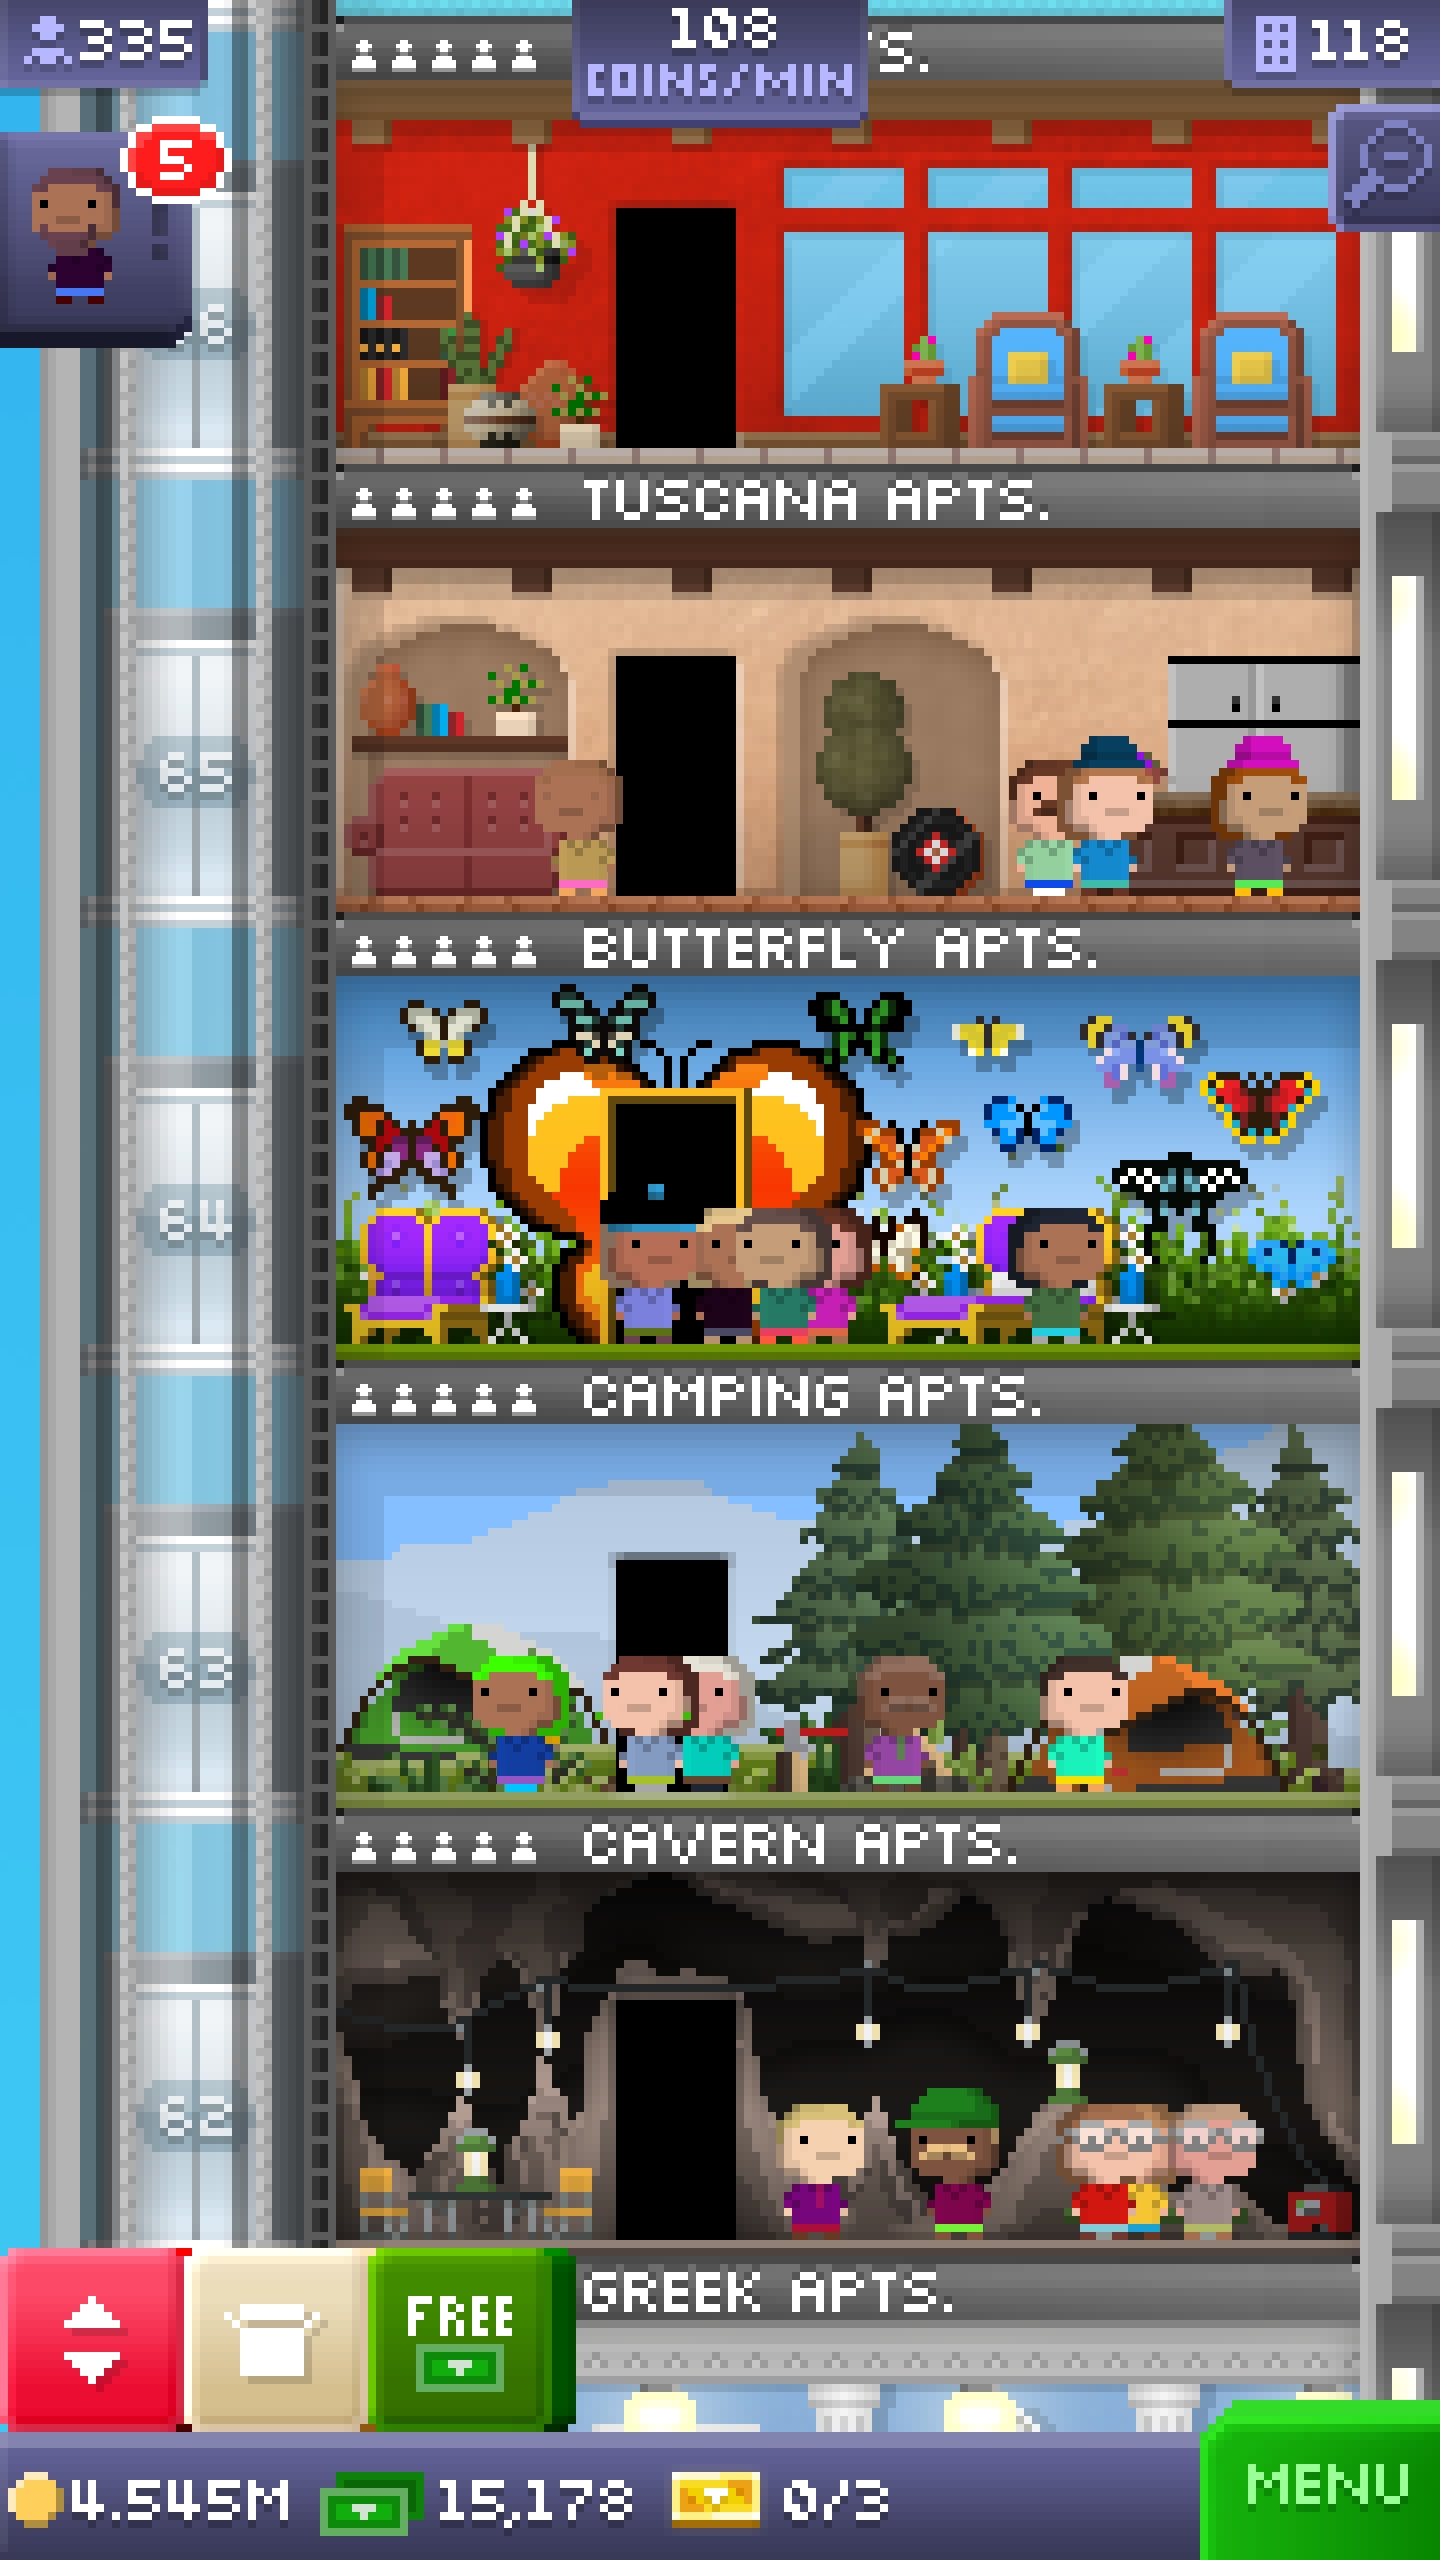 335
108
COINS/MIN
S.
118
5
TUSCANA APTS.
65
BUTTERFLY APTS.
64
CAMPING APTS.
63
CAVERN APTS.
62
FREE
GREEK APTS.
4.545M
15,178
0/3
MENU